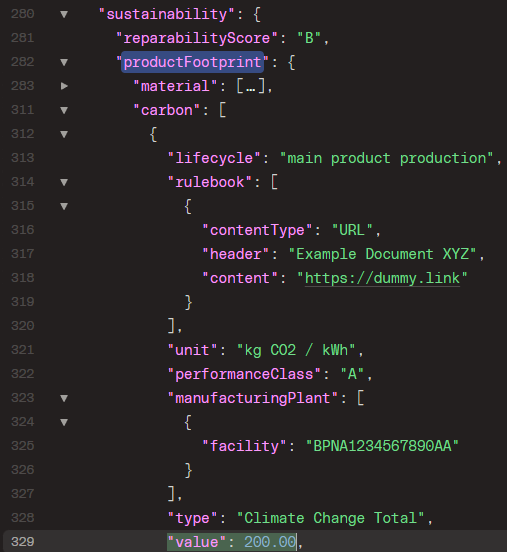 280 "sustainability": {
281 "reparabilityScore": "B",
282 "productFootprint": {
283 "material": […],
311 "carbon": [
312 {
313 "lifecycle": "main product production",
314 "rulebook": [
315 {
316 "contentType": "URL",
317 "header": "Example Document XYZ",
318 "content": "https://dummy.link"
319 }
320 ],
321 "unit": "kg CO2 / kWh",
322 "performanceClass": "A",
323 "manufacturingPlant": [
324 {
325 "facility": "BPNA1234567890AA"
326 }
327 ],
328 "type": "Climate Change Total",
329 "value": 200.00,